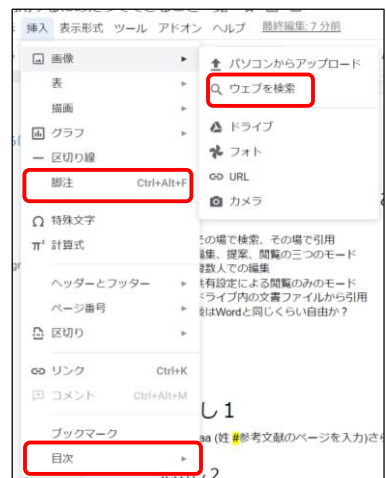 挿入 表示形式 ツール アドオン ヘルプ 最終編集: 7 分前
画像
表
描画
グラフ
区切り線
脚注 Ctrl+Alt+F
特殊文字
計算式
ヘッダーとフッター
ページ番号
区切り
リンク Ctrl+K
コメント Ctrl+Alt+M
ブックマーク
目次
パソコンからアップロード
ウェブを検索
ドライブ
フォト
URL
カメラ
その場で検索、その場で引用
編集、提案、閲覧の三つのモード
複数人での編集
共有設定による閲覧のみのモード
ドライブ内の文書ファイルから引用
はWordと同じくらい自由か？
し 1
aa (姓 #参考文献のページを入力)さら